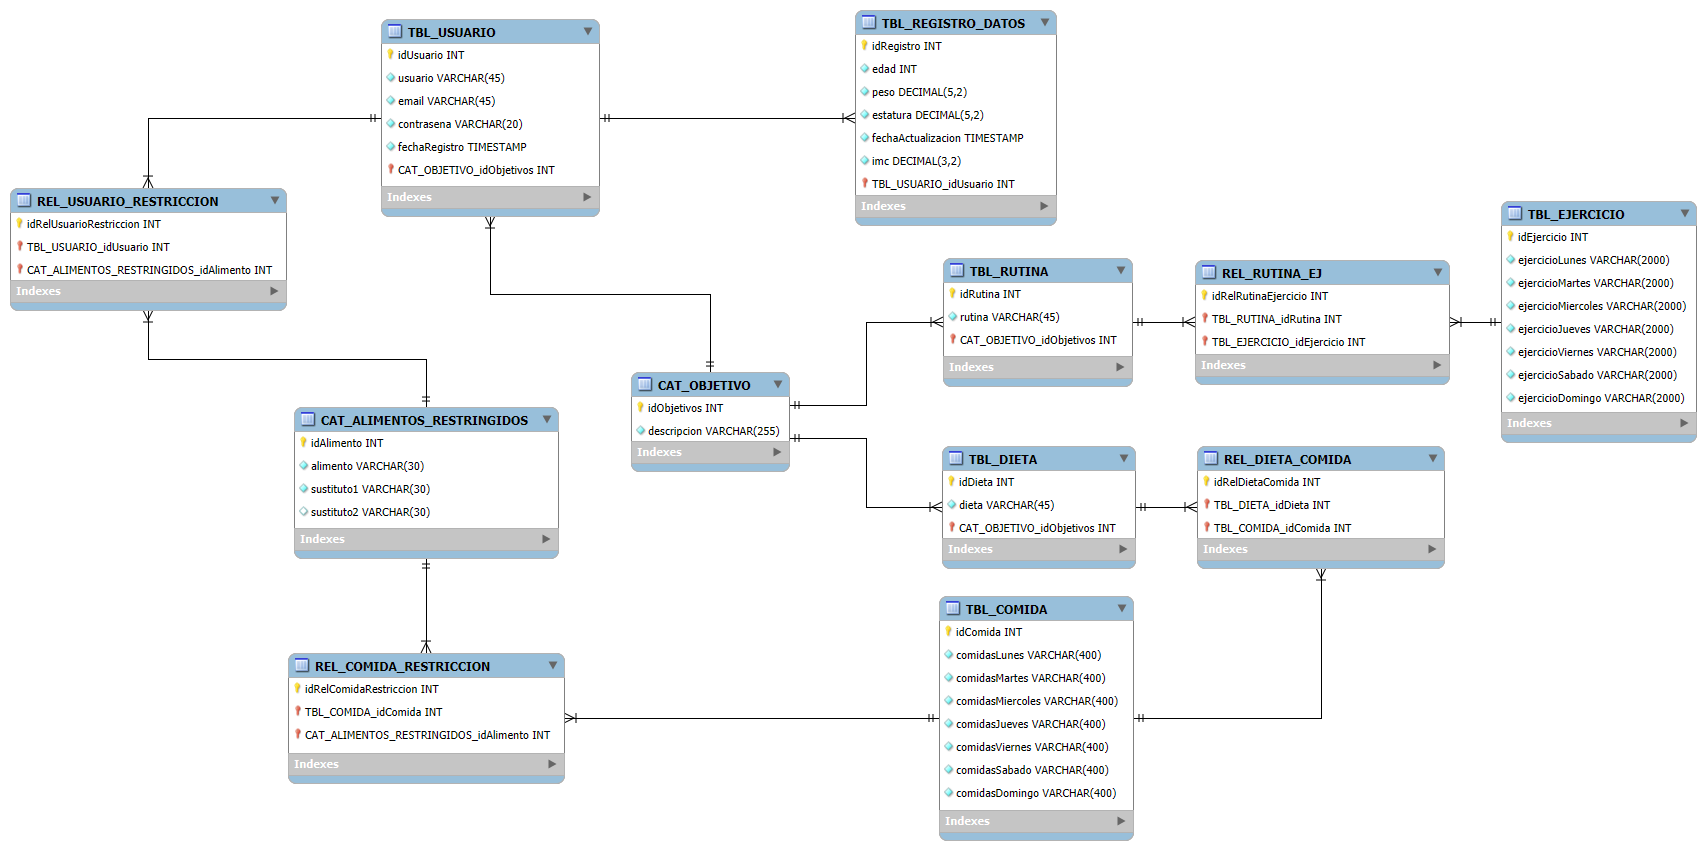 TBL_USUARIO
idUsuario INT
usuario VARCHAR(45)
email VARCHAR(45)
contrasena VARCHAR(20)
fechaRegistro TIMESTAMP
CAT_OBJETIVO_idObjetivos INT
Indexes
TBL_REGISTRO_DATOS
idRegistro INT
edad INT
peso DECIMAL(5,2)
estatura DECIMAL(5,2)
fechaActualizacion TIMESTAMP
imc DECIMAL(3,2)
TBL_USUARIO_idUsuario INT
Indexes
REL_USUARIO_RESTRICCION
idRelUsuarioRestriccion INT
TBL_USUARIO_idUsuario INT
CAT_ALIMENTOS_RESTRINGIDOS_idAlimento INT
Indexes
TBL_RUTINA
idRutina INT
rutina VARCHAR(45)
CAT_OBJETIVO_idObjetivos INT
Indexes
REL_RUTINA_EJ
idRelRutinaEjercicio INT
TBL_RUTINA_idRutina INT
TBL_EJERCICIO_idEjercicio INT
Indexes
TBL_EJERCICIO
idEjercicio INT
ejercicioLunes VARCHAR(2000)
ejercicioMartes VARCHAR(2000)
ejercicioMiercoles VARCHAR(2000)
ejercicioJueves VARCHAR(2000)
ejercicioViernes VARCHAR(2000)
ejercicioSabado VARCHAR(2000)
ejercicioDomingo VARCHAR(2000)
Indexes
CAT_OBJETIVO
idObjetivos INT
descripcion VARCHAR(255)
Indexes
CAT_ALIMENTOS_RESTRINGIDOS
idAlimento INT
alimento VARCHAR(30)
sustituto1 VARCHAR(30)
sustituto2 VARCHAR(30)
Indexes
TBL_DIETA
idDieta INT
dieta VARCHAR(45)
CAT_OBJETIVO_idObjetivos INT
Indexes
REL_DIETA_COMIDA
idRelDietaComida INT
TBL_DIETA_idDieta INT
TBL_COMIDA_idComida INT
Indexes
REL_COMIDA_RESTRICCION
idRelComidaRestriccion INT
TBL_COMIDA_idComida INT
CAT_ALIMENTOS_RESTRINGIDOS_idAlimento INT
Indexes
TBL_COMIDA
idComida INT
comidasLunes VARCHAR(400)
comidasMartes VARCHAR(400)
comidasMiercoles VARCHAR(400)
comidasJueves VARCHAR(400)
comidasViernes VARCHAR(400)
comidasSabado VARCHAR(400)
comidasDomingo VARCHAR(400)
Indexes